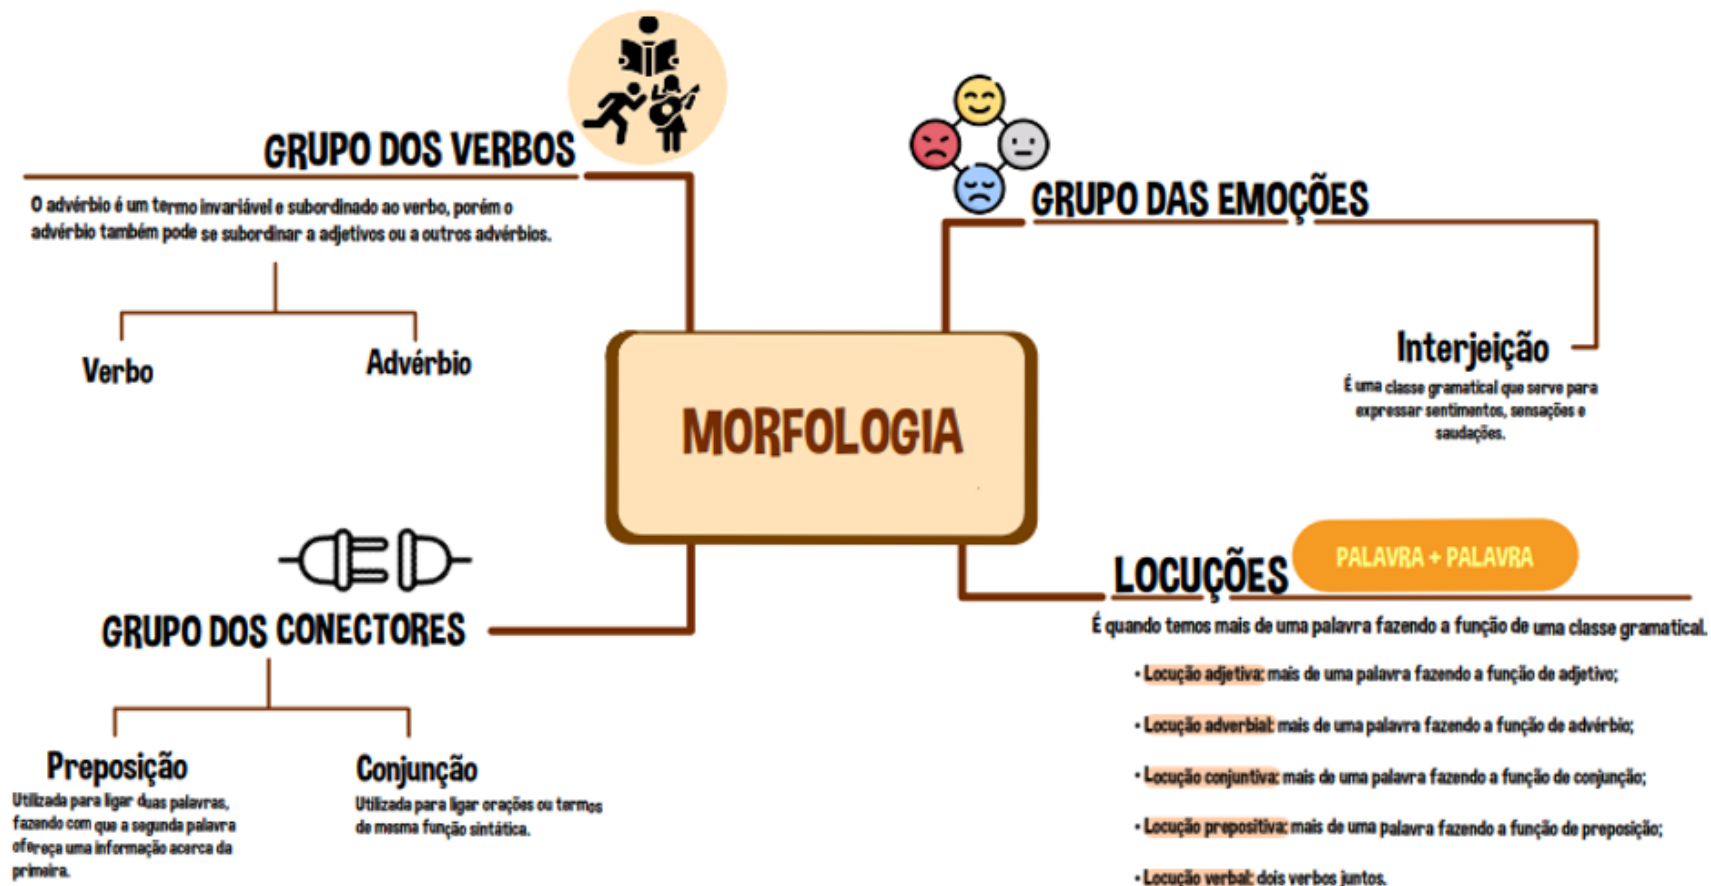 GRUPO DOS VERBOS
O advérbio é um termo invariável e subordinado ao verbo, porém o
advérbio também pode se subordinar a adjetivos ou a outros advérbios.
Verbo
Advérbio
GRUPO DAS EMOÇÕES
Interjeição
É uma classe gramatical que serve para
expressar sentimentos, sensações e
saudações.
MORFOLOGIA
GRUPO DOS CONECTORES
Preposição
Utilizada para ligar duas palavras,
fazendo com que a segunda palavra
ofereça uma informação acerca da
primeira.
Conjunção
Utilizada para ligar orações ou termos
de mesma função sintática.
LOCUÇÕES
PALAVRA + PALAVRA
É quando temos mais de uma palavra fazendo a função de uma classe gramatical.
• Locução adjetiva: mais de uma palavra fazendo a função de adjetivo;
• Locução adverbial: mais de uma palavra fazendo a função de advérbio;
• Locução conjuntiva: mais de uma palavra fazendo a função de conjunção;
• Locução prepositiva: mais de uma palavra fazendo a função de preposição;
• Locução verbal: dois verbos juntos.